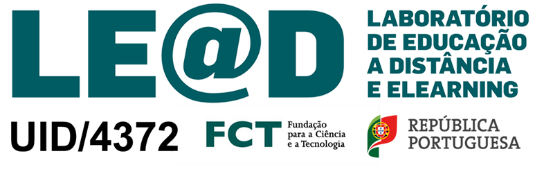 LE@D
LABORATÓRIO
DE EDUCAÇÃO
A DISTÂNCIA
E ELEARNING
UID/4372
FCT
Fundação
para a Ciência
e a Tecnologia
REPÚBLICA
PORTUGUESA